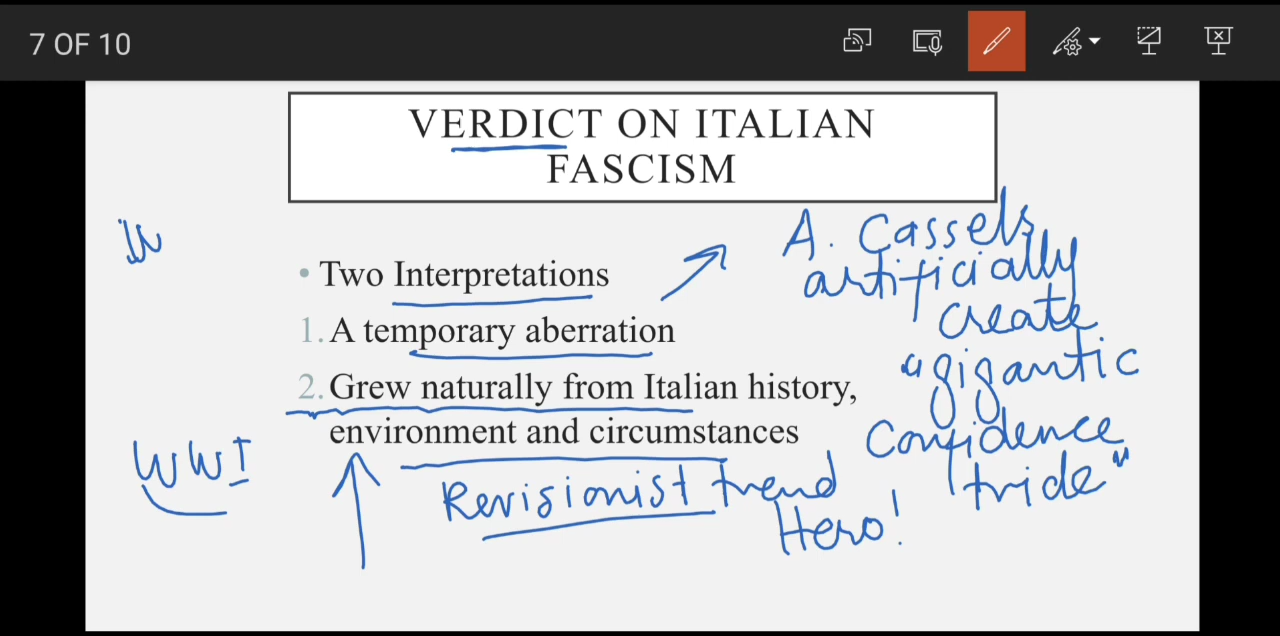 7 OF 10
VERDICT ON ITALIAN
FASCISM
• Two Interpretations
1. A temporary aberration
2. Grew naturally from Italian history,
environment and circumstances
A. Cassels
artificially
create
"gigantic
Confidence
tride"
WWI
Revisionist trend
Hero!